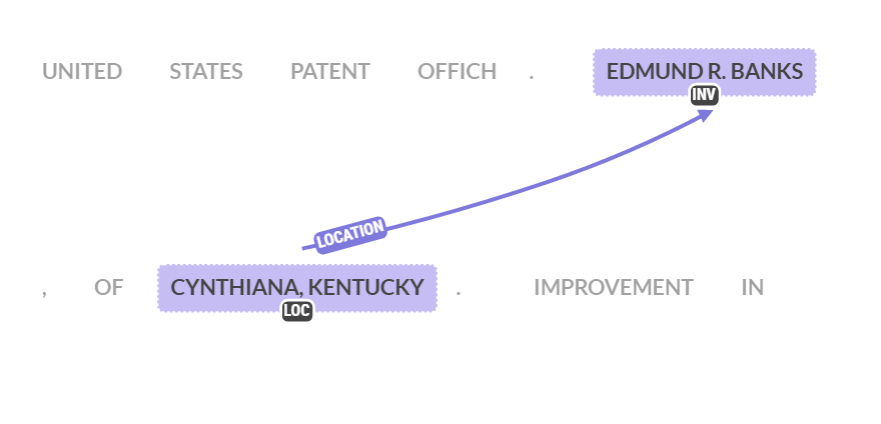 UNITED STATES PATENT OFFICH . EDMUND R. BANKS
INV
LOCATION
, OF CYNTHIANA, KENTUCKY . IMPROVEMENT IN
LOC